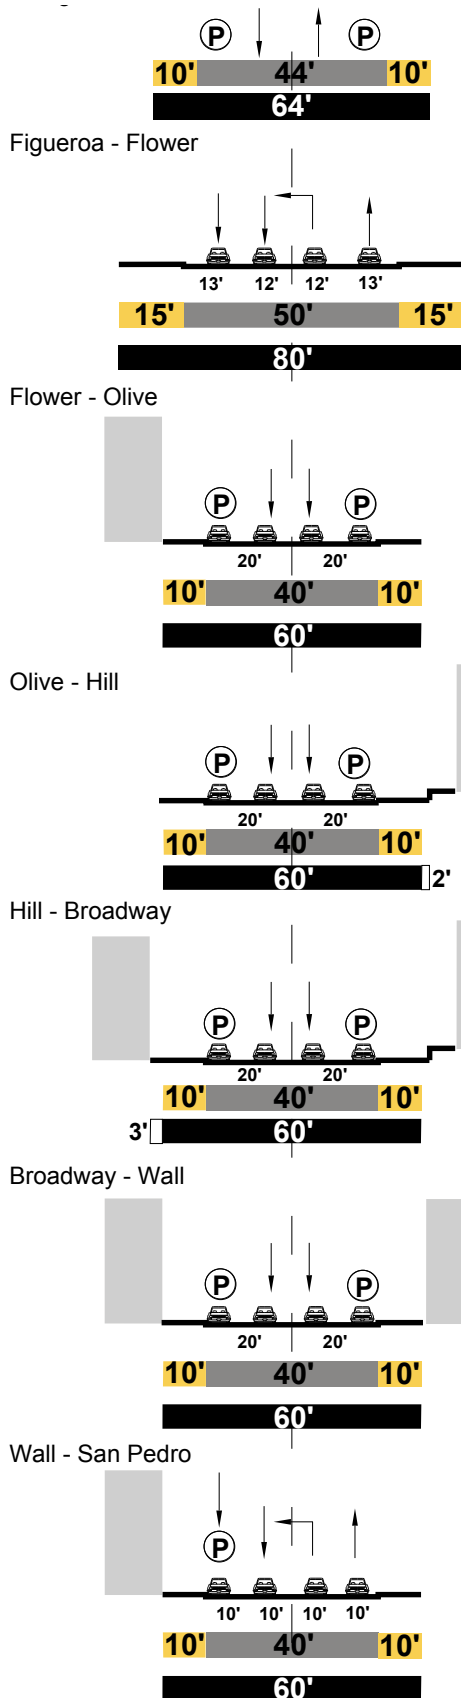 P P
10' 44' 10'
64'
Figueroa - Flower
13' 12' 12' 13'
15' 50' 15'
80'
Flower - Olive
P P
20' 20'
10' 40' 10'
60'
Olive - Hill
P P
20' 20'
10' 40' 10'
60' 2'
Hill - Broadway
P P
20' 20'
10' 40' 10'
3' 60'
Broadway - Wall
P P
20' 20'
10' 40' 10'
60'
Wall - San Pedro
P
10' 10' 10' 10'
10' 40' 10'
60'